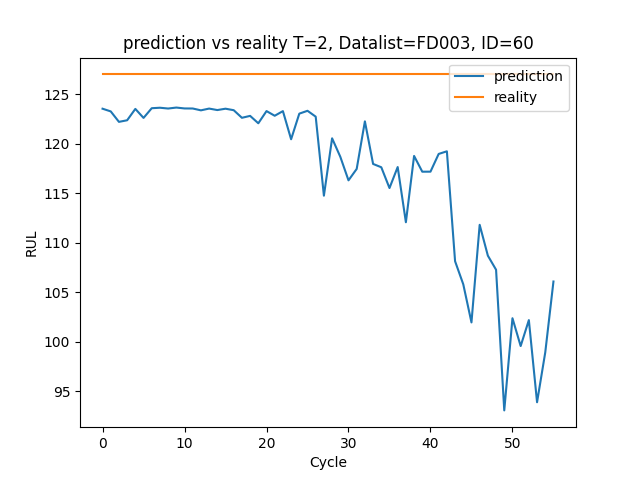 prediction vs reality T=2, Datalist=FD003, ID=60
prediction
reality
RUL
125
120
115
110
105
100
95
0 10 20 30 40 50
Cycle